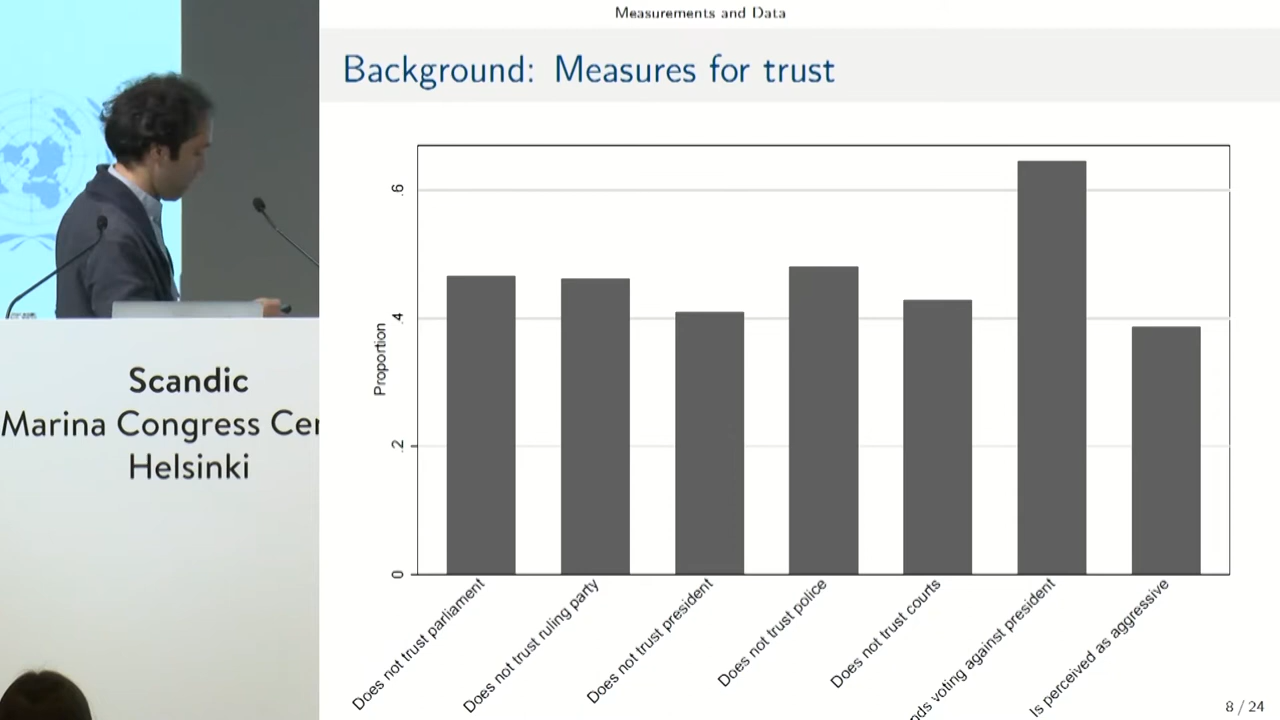 Measurements and Data
Background: Measures for trust
.6
.4
.2
0
Proportion
Does not trust parliament
Does not trust ruling party
Does not trust president
Does not trust police
Does not trust courts
voting against president
Is perceived as aggressive
8 / 24
Scandic
Marina Congress
Helsinki